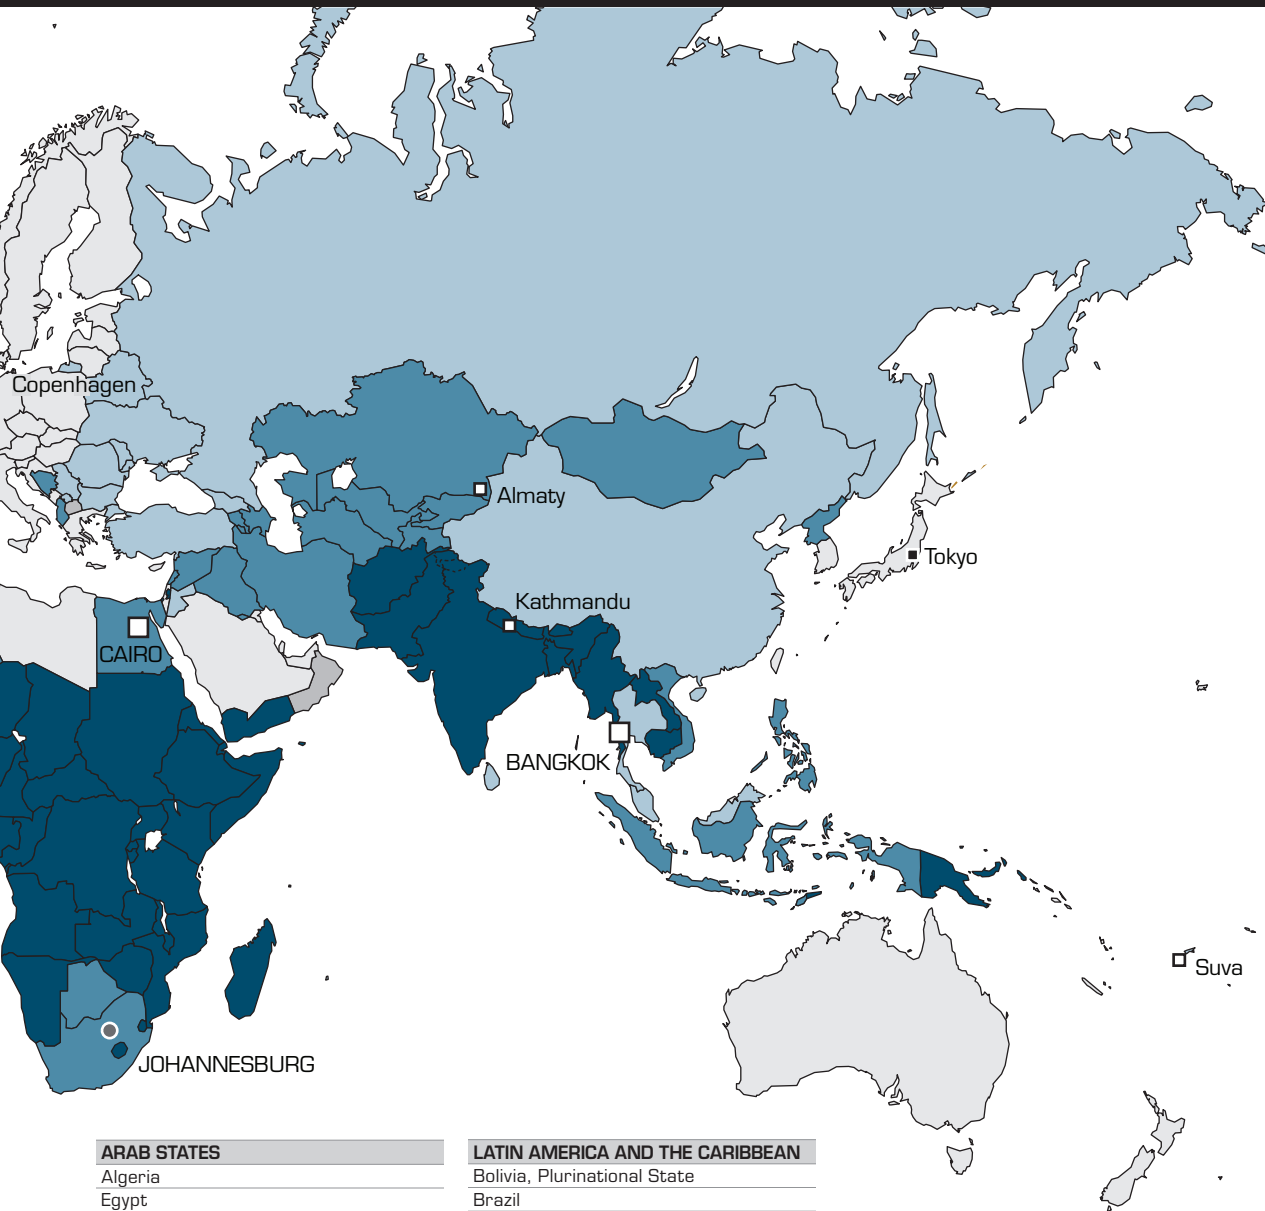 Copenhagen
Almaty
Tokyo
Kathmandu
CAIRO
BANGKOK
Suva
JOHANNESBURG
ARAB STATES
Algeria
Egypt
LATIN AMERICA AND THE CARIBBEAN
Bolivia, Plurinational State
Brazil